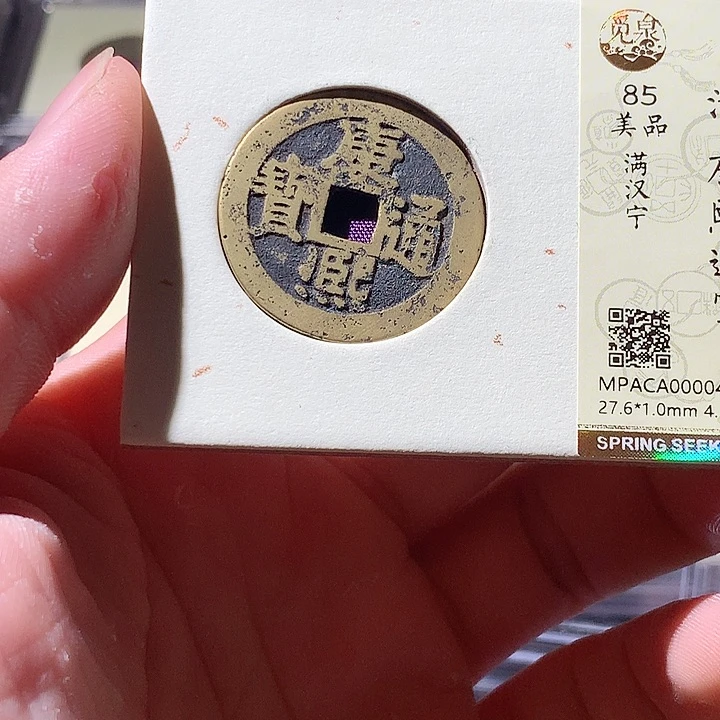 康熙通寶
觅泉
85
美品
满汉宁
MPACA00004
27.6*1.0mm 4.
SPRING SEEK